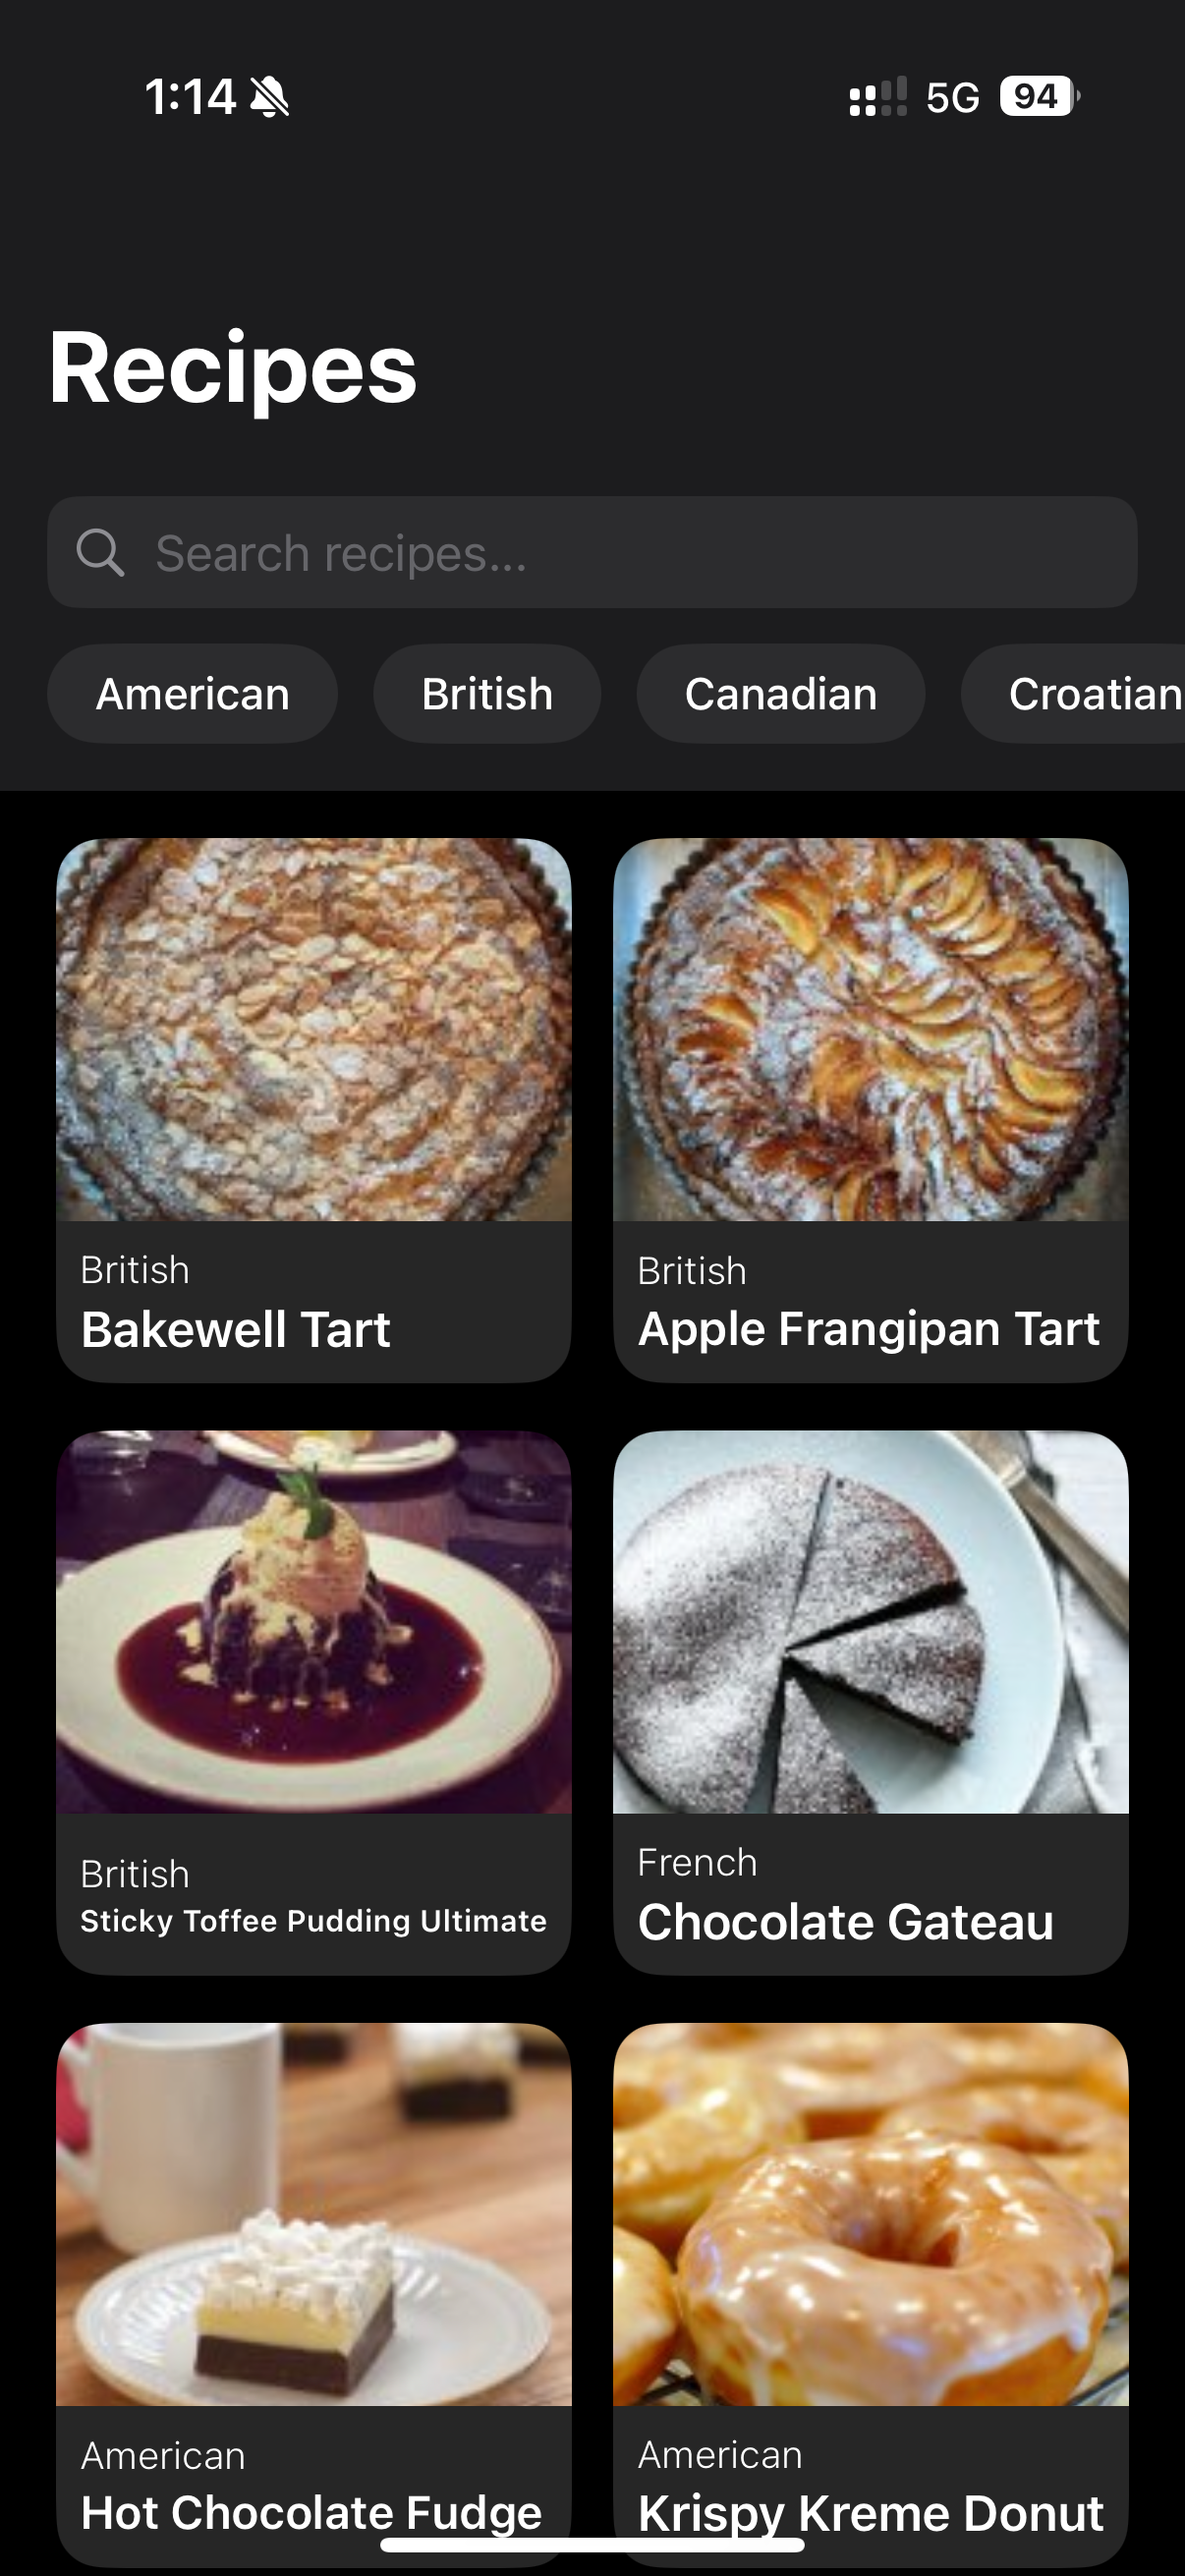 1:14
5G 94
Recipes
Search recipes...
American British Canadian Croatian
British British
Bakewell Tart Apple Frangipan Tart
British French
Sticky Toffee Pudding Ultimate Chocolate Gateau
American American
Hot Chocolate Fudge Krispy Kreme Donut